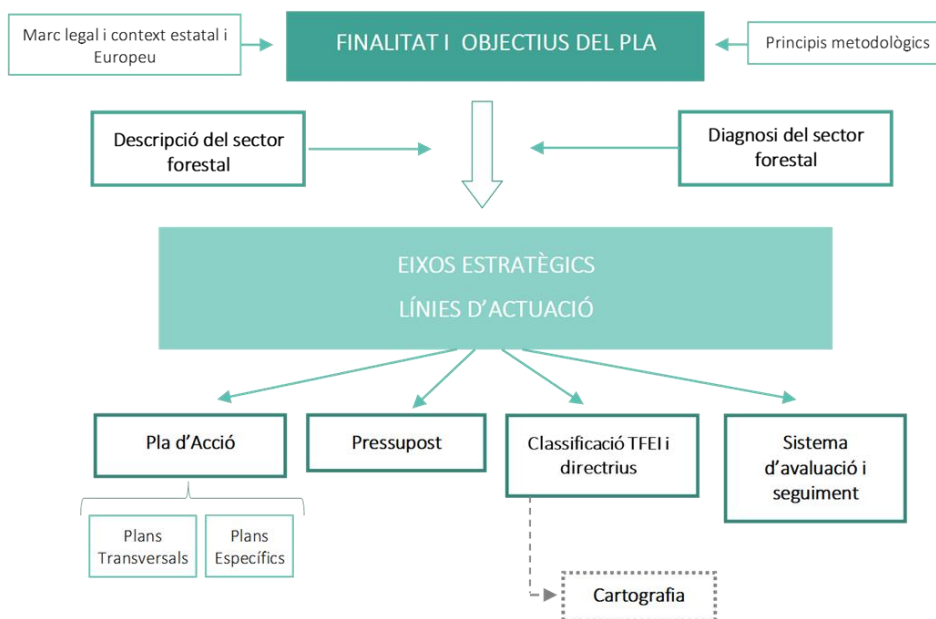 Marc legal i context estatal i
Europeu
FINALITAT I OBJECTIUS DEL PLA
Principis metodològics
Descripció del sector
forestal
Diagnosi del sector
forestal
EIXOS ESTRATÈGICS
LÍNIES D'ACTUACIÓ
Pla d'Acció
Pressupost
Classificació TFEI i
directrius
Sistema
d'avaluació i
seguiment
Plans
Transversals
Plans
Específics
Cartografia